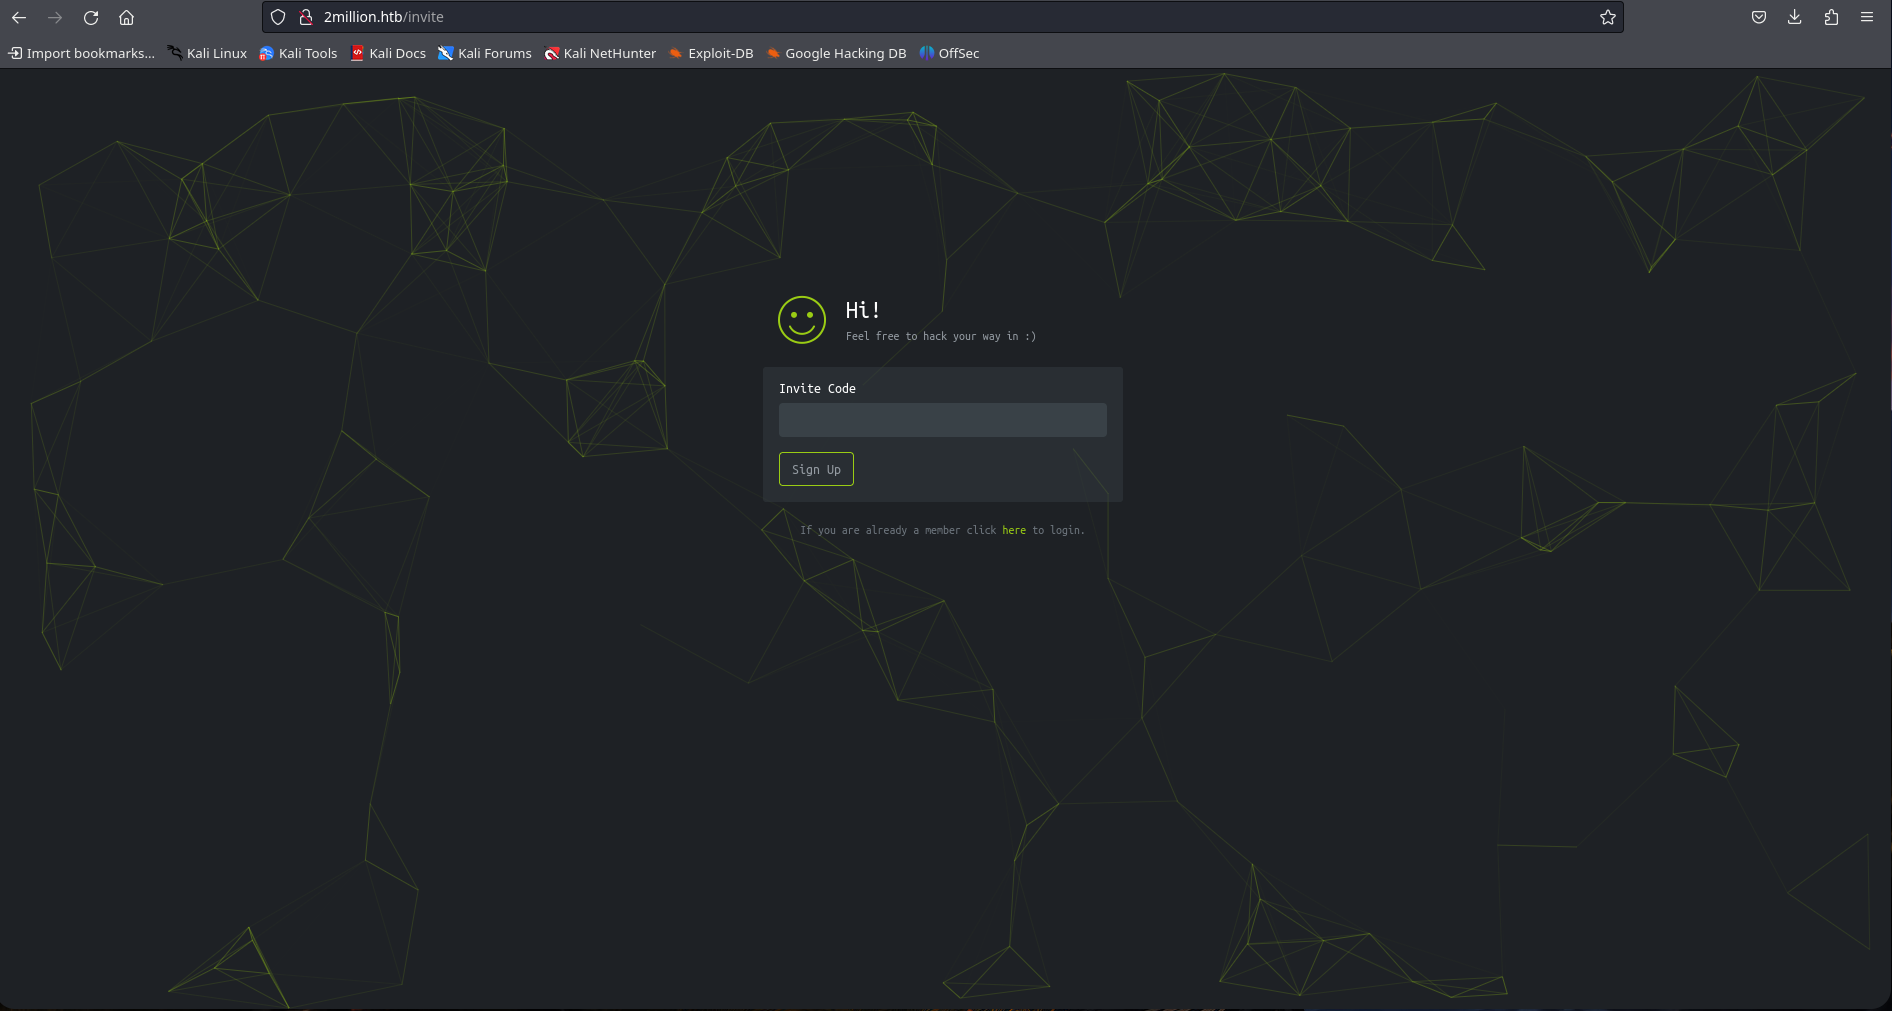 2million.htb/invite
Import bookmarks... Kali Linux Kali Tools Kali Docs Kali Forums Kali NetHunter Exploit-DB Google Hacking DB OffSec
Hi!
Feel free to hack your way in :)
Invite Code
Sign Up
If you are already a member click here to login.